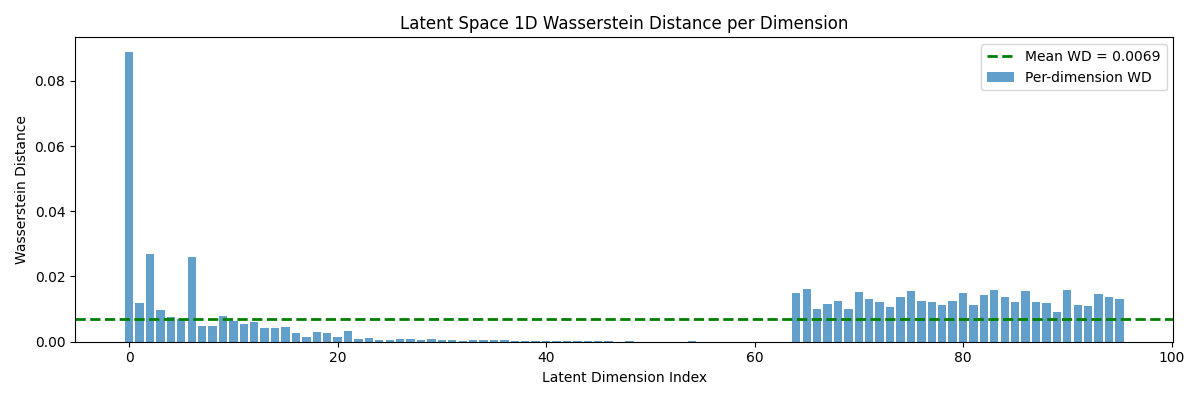 Latent Space 1D Wasserstein Distance per Dimension
Mean WD = 0.0069
Per-dimension WD
Wasserstein Distance
0.08
0.06
0.04
0.02
0.00
0 20 40 60 80 100
Latent Dimension Index